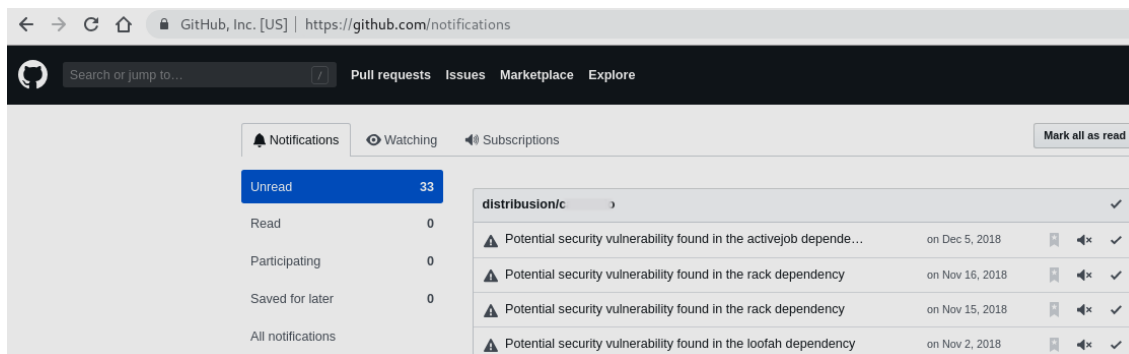 GitHub, Inc. [US] | https://github.com/notifications
Search or jump to... / Pull requests Issues Marketplace Explore
Notifications Watching Subscriptions Mark all as read
Unread 33
Read 0
Participating 0
Saved for later 0
All notifications
distribusion/
Potential security vulnerability found in the activejob depende... on Dec 5, 2018
Potential security vulnerability found in the rack dependency on Nov 16, 2018
Potential security vulnerability found in the rack dependency on Nov 15, 2018
Potential security vulnerability found in the loofah dependency on Nov 2, 2018